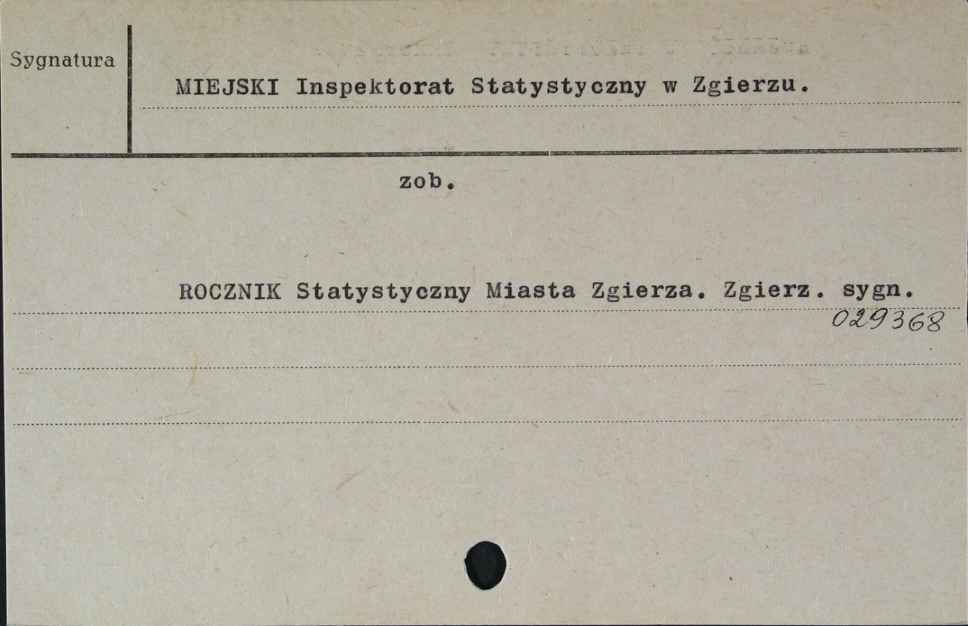 Sygnatura
MIEJSKI Inspektorat Statystyczny w Zgierzu.
zob.
ROCZNIK Statystyczny Miasta Zgierza. Zgierz. sygn.
029368